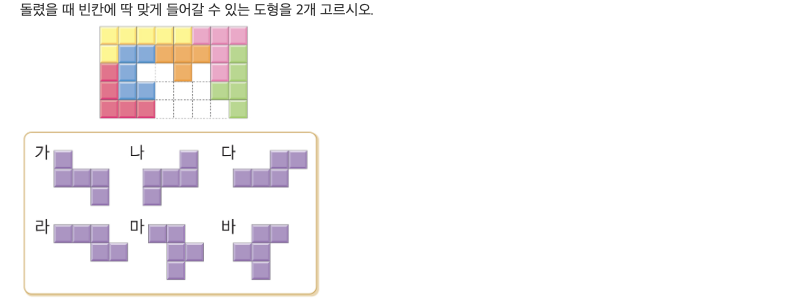 돌렸을 때 빈칸에 딱 맞게 들어갈 수 있는 도형을 2개 고르시오.
가 나 다
라 마 바